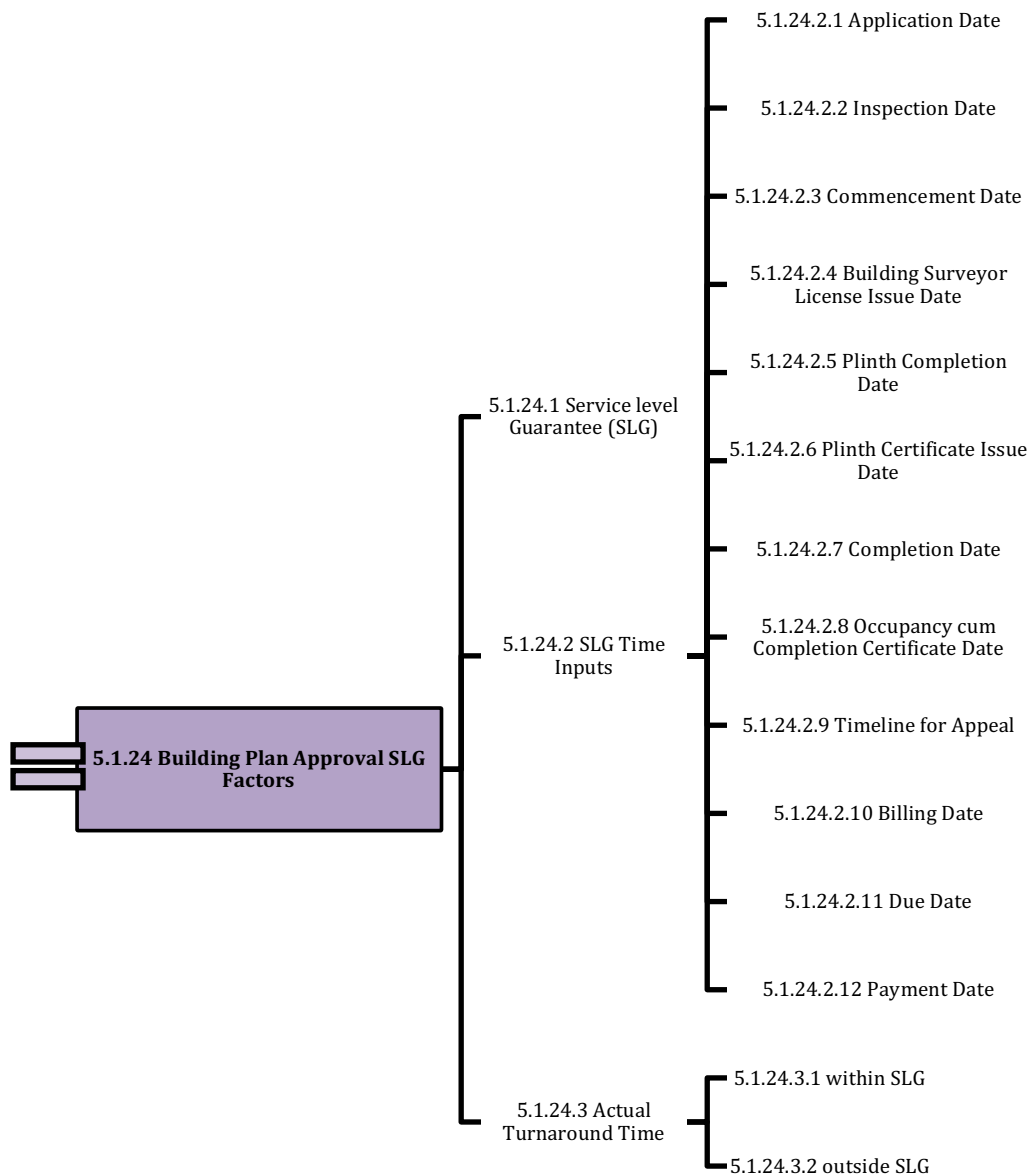 5.1.24 Building Plan Approval SLG
Factors
5.1.24.1 Service level
Guarantee (SLG)
5.1.24.2 SLG Time
Inputs
5.1.24.2.1 Application Date
5.1.24.2.2 Inspection Date
5.1.24.2.3 Commencement Date
5.1.24.2.4 Building Surveyor
License Issue Date
5.1.24.2.5 Plinth Completion
Date
5.1.24.2.6 Plinth Certificate Issue
Date
5.1.24.2.7 Completion Date
5.1.24.2.8 Occupancy cum
Completion Certificate Date
5.1.24.2.9 Timeline for Appeal
5.1.24.2.10 Billing Date
5.1.24.2.11 Due Date
5.1.24.2.12 Payment Date
5.1.24.3 Actual
Turnaround Time
5.1.24.3.1 within SLG
5.1.24.3.2 outside SLG